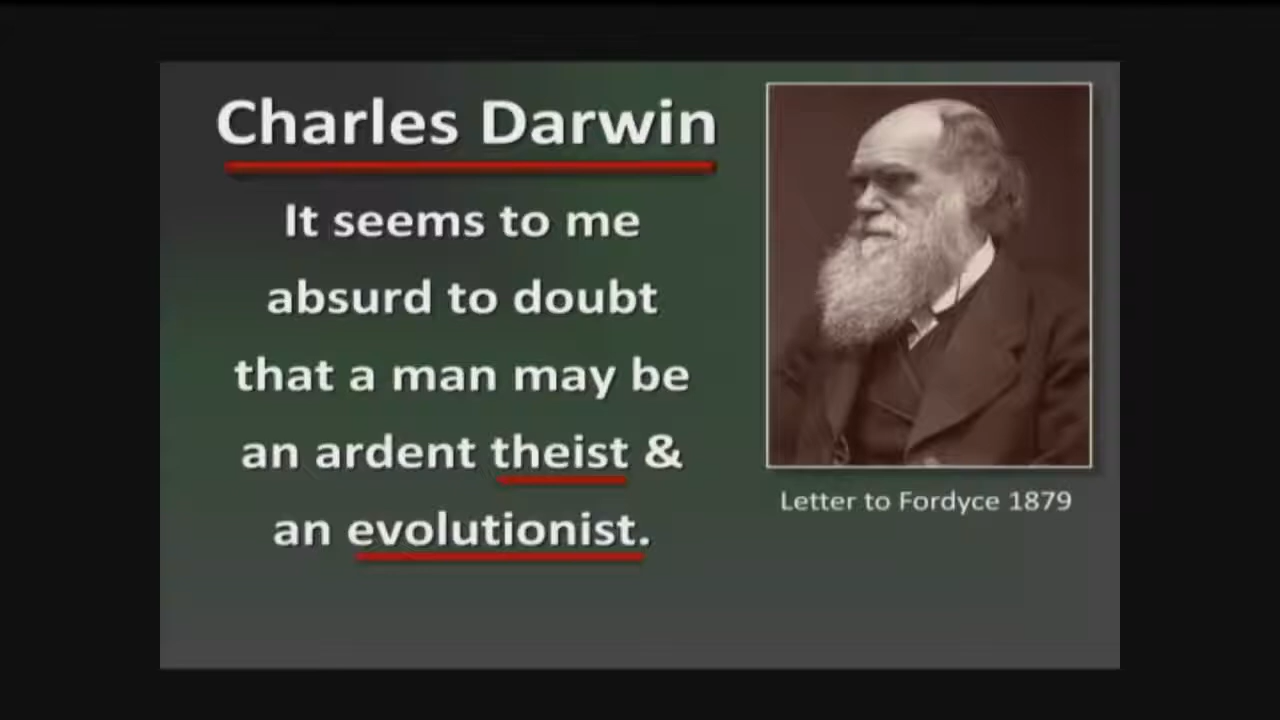 Charles Darwin
It seems to me
absurd to doubt
that a man may be
an ardent theist &
an evolutionist.
Letter to Fordyce 1879